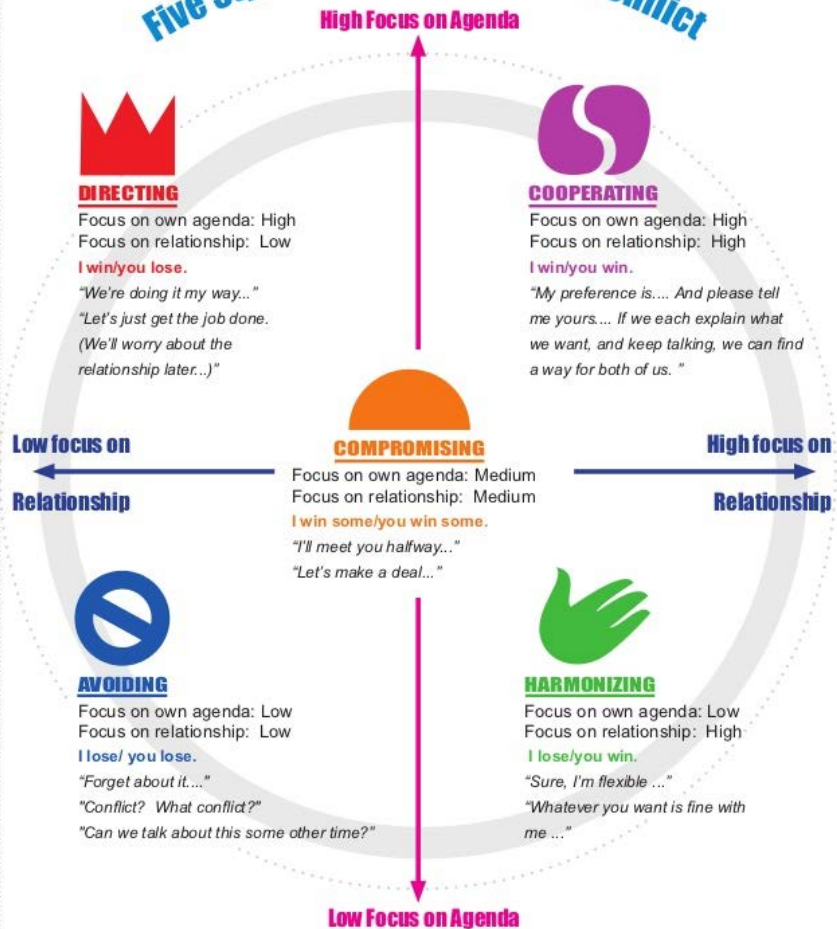 Five
High Focus on Agenda
DIRECTING
Focus on own agenda: High
Focus on relationship: Low
I win/you lose.
“We’re doing it my way...”
“Let’s just get the job done.
(We’ll worry about the
relationship later...)”
COOPERATING
Focus on own agenda: High
Focus on relationship: High
I win/you win.
“My preference is.... And please tell
me yours.... If we each explain what
we want, and keep talking, we can find
a way for both of us. ”
Low focus on
Relationship
COMPROMISING
Focus on own agenda: Medium
Focus on relationship: Medium
I win some/you win some.
“I’ll meet you halfway...”
“Let’s make a deal...”
High focus on
Relationship
AVOIDING
Focus on own agenda: Low
Focus on relationship: Low
I lose/ you lose.
“Forget about it....”
"Conflict? What conflict?"
"Can we talk about this some other time?"
HARMONIZING
Focus on own agenda: Low
Focus on relationship: High
I lose/you win.
“Sure, I’m flexible ...”
“Whatever you want is fine with
me ...”
Low Focus on Agenda